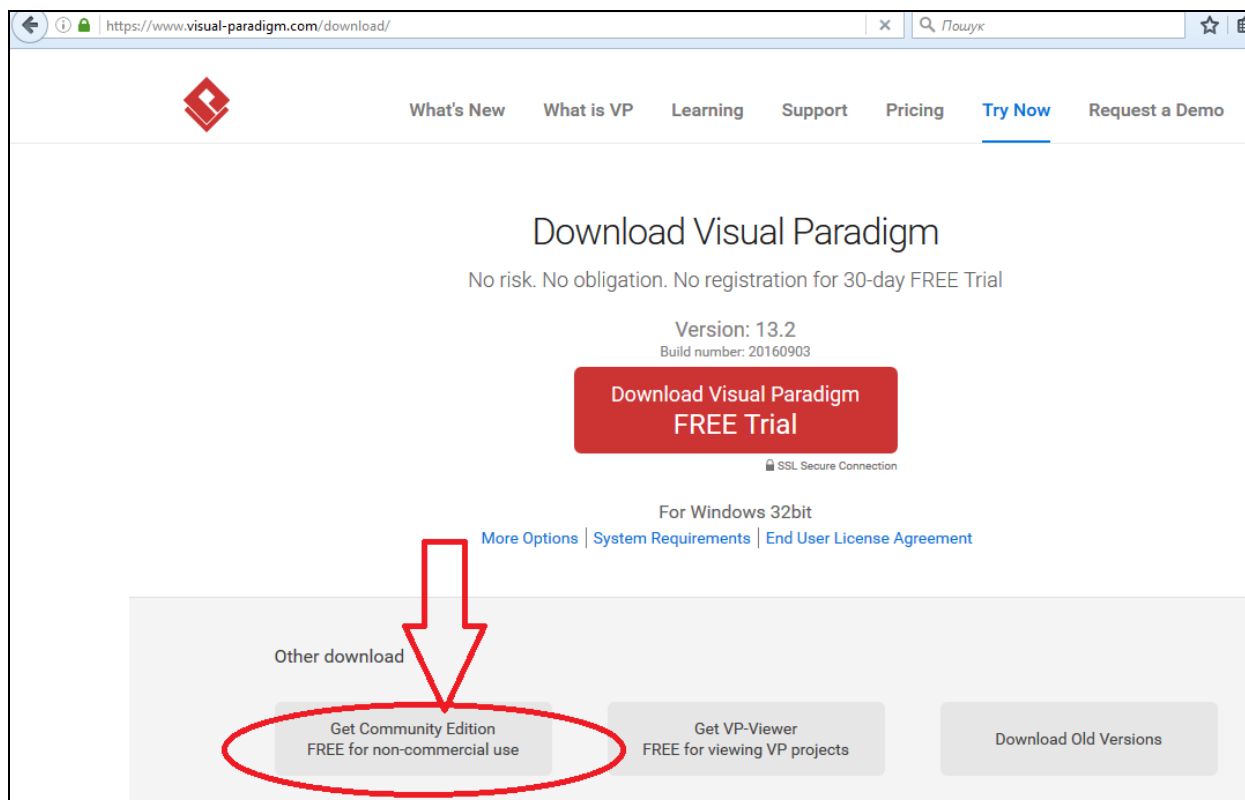 https://www.visual-paradigm.com/download/
Пошук
What's New What is VP Learning Support Pricing Try Now Request a Demo
Download Visual Paradigm
No risk. No obligation. No registration for 30-day FREE Trial
Version: 13.2
Build number: 20160903
Download Visual Paradigm
FREE Trial
SSL Secure Connection
For Windows 32bit
More Options | System Requirements | End User License Agreement
Other download
Get Community Edition
FREE for non-commercial use
Get VP-Viewer
FREE for viewing VP projects
Download Old Versions